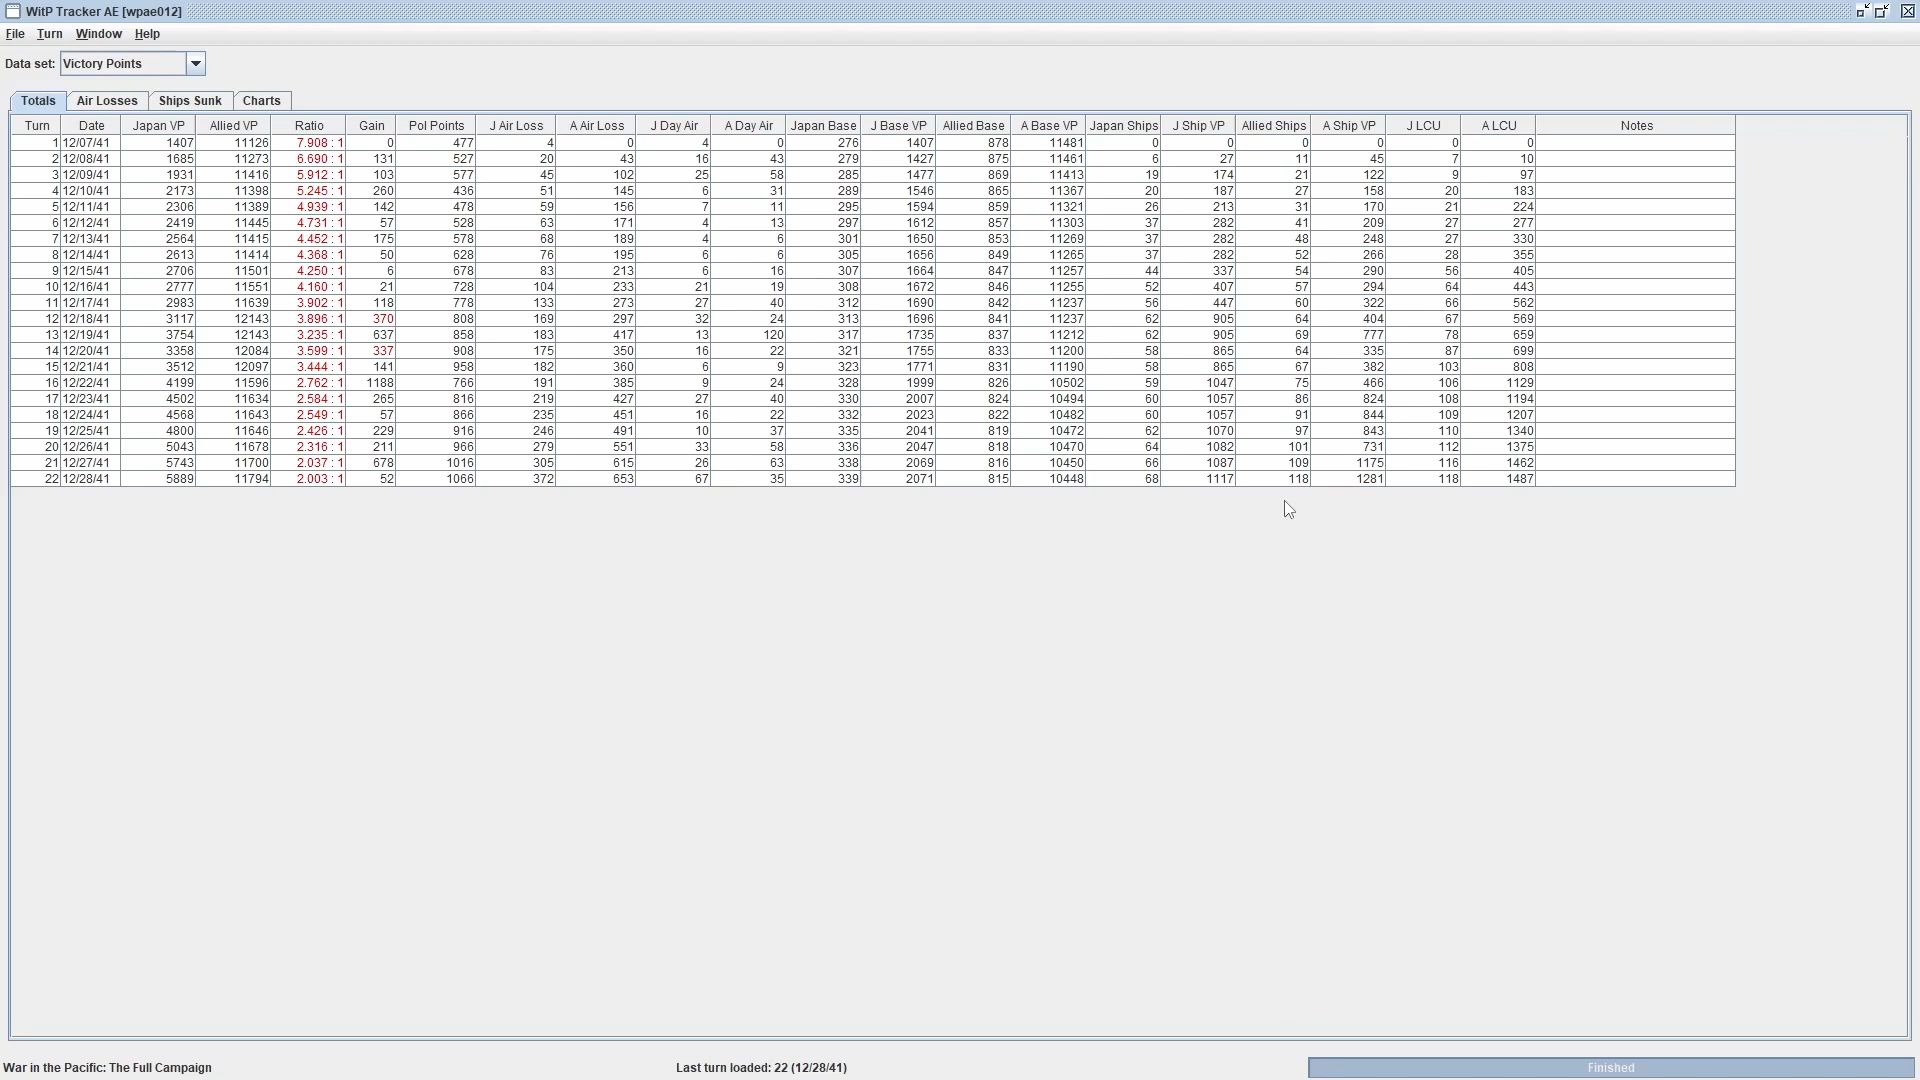 WitP Tracker AE [wpae012]
File Turn Window Help
Data set: Victory Points
Totals Air Losses Ships Sunk Charts
Turn Date Japan VP Allied VP Ratio Gain Pol Points J Air Loss A Air Loss J Day Air A Day Air Japan Base J Base VP Allied Base A Base VP Japan Ships J Ship VP Allied Ships A Ship VP J LCU A LCU Notes
1 12/07/41 1407 11126 7.908 : 1 0 477 4 0 4 0 276 1407 878 11481 0 0 0 0 0 0
2 12/08/41 1685 11273 6.690 : 1 131 527 20 43 16 43 279 1427 875 11461 6 27 11 45 7 10
3 12/09/41 1931 11416 5.912 : 1 103 577 45 102 25 58 285 1477 869 11413 19 174 21 122 9 97
4 12/10/41 2173 11398 5.245 : 1 260 436 51 145 6 31 289 1546 865 11367 20 187 27 158 20 183
5 12/11/41 2306 11389 4.939 : 1 142 478 59 156 7 11 295 1594 859 11321 26 213 31 170 21 224
6 12/12/41 2419 11445 4.731 : 1 57 528 63 171 4 13 297 1612 857 11303 37 282 41 209 27 277
7 12/13/41 2564 11415 4.452 : 1 175 578 68 189 4 6 301 1650 853 11269 37 282 48 248 27 330
8 12/14/41 2613 11414 4.368 : 1 50 628 76 195 6 6 305 1656 849 11265 37 282 52 266 28 355
9 12/15/41 2706 11501 4.250 : 1 6 678 83 213 6 16 307 1664 847 11257 44 337 54 290 56 405
10 12/16/41 2777 11551 4.160 : 1 21 728 104 233 21 19 308 1672 846 11255 52 407 57 294 64 443
11 12/17/41 2983 11639 3.902 : 1 118 778 133 273 27 40 312 1690 842 11237 56 447 60 322 66 562
12 12/18/41 3117 12143 3.896 : 1 370 808 169 297 32 24 313 1696 841 11237 62 905 64 404 67 569
13 12/19/41 3754 12143 3.235 : 1 637 858 183 417 13 120 317 1735 837 11212 62 905 69 777 78 659
14 12/20/41 3358 12084 3.599 : 1 337 908 175 350 16 22 321 1755 833 11200 58 865 64 335 87 699
15 12/21/41 3512 12097 3.444 : 1 141 958 182 360 6 9 323 1771 831 11190 58 865 67 382 103 808
16 12/22/41 4199 11596 2.762 : 1 1188 766 191 385 9 24 328 1999 826 10502 59 1047 75 466 106 1129
17 12/23/41 4502 11634 2.584 : 1 265 816 219 427 27 40 330 2007 824 10494 60 1057 86 824 108 1194
18 12/24/41 4568 11643 2.549 : 1 57 866 235 451 16 22 332 2023 822 10482 60 1057 91 844 109 1207
19 12/25/41 4800 11646 2.426 : 1 229 916 246 491 10 37 335 2041 819 10472 62 1070 97 843 110 1340
20 12/26/41 5043 11678 2.316 : 1 211 966 279 551 33 58 336 2047 818 10470 64 1082 101 731 112 1375
21 12/27/41 5743 11700 2.037 : 1 678 1016 305 615 26 63 338 2069 816 10450 66 1087 109 1175 116 1462
22 12/28/41 5889 11794 2.003 : 1 52 1066 372 653 67 35 339 2071 815 10448 68 1117 118 1281 118 1487
War in the Pacific: The Full Campaign Last turn loaded: 22 (12/28/41) Finished